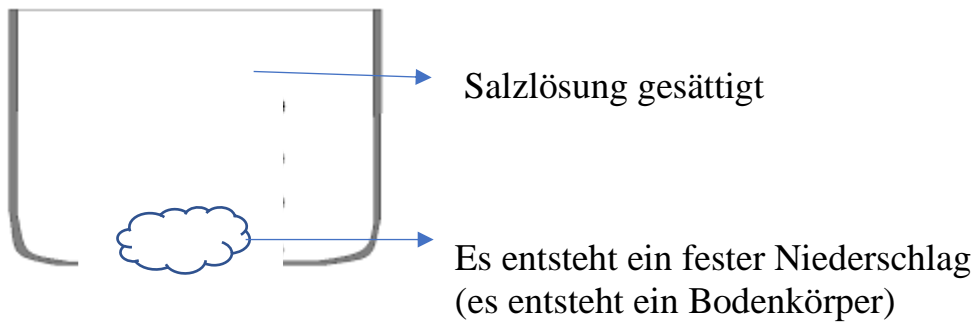 Salzlösung gesättigt
Es entsteht ein fester Niederschlag
(es entsteht ein Bodenkörper)